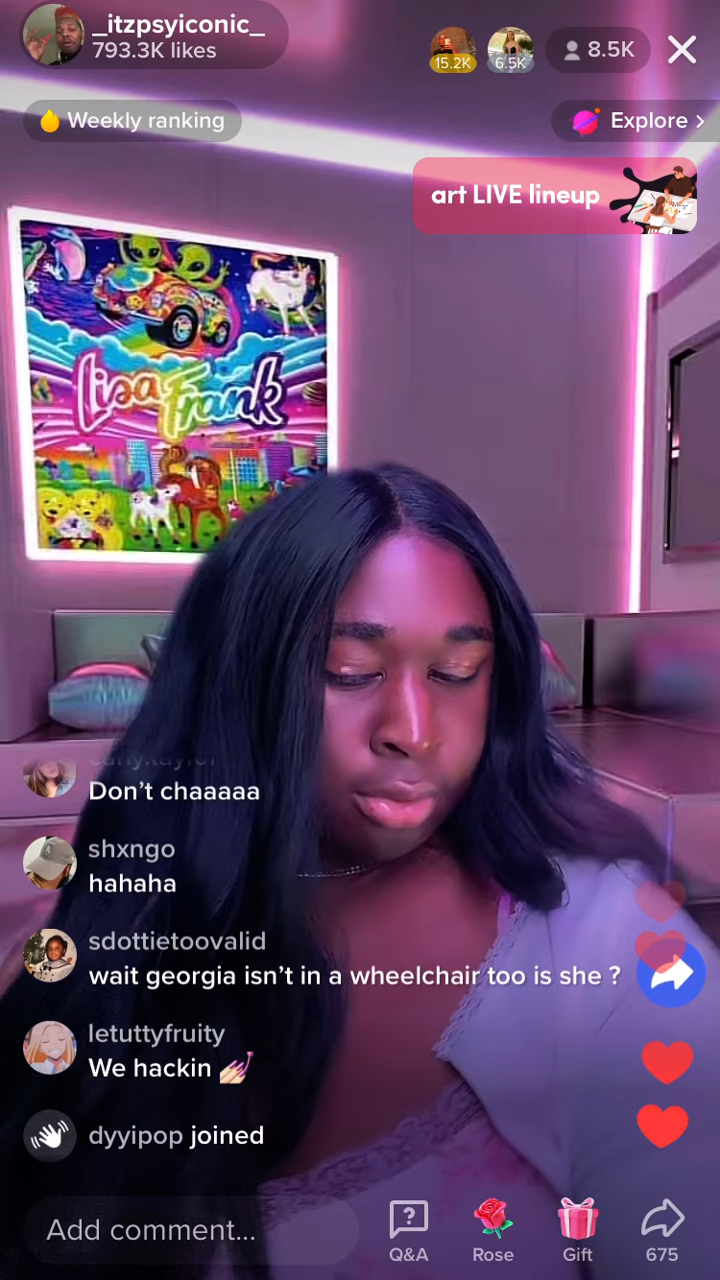 _itzpsyiconic_
793.3K likes
15.2K
6.5K
8.5K
Weekly ranking
Explore
art LIVE lineup
Lisa Frank
Don’t chaaaaa
shxngo
hahaha
sdottietoovalid
wait georgia isn’t in a wheelchair too is she ?
letuttyfruity
We hackin 💅🏻
dyyipop joined
Add comment...
Q&A
Rose
Gift
675